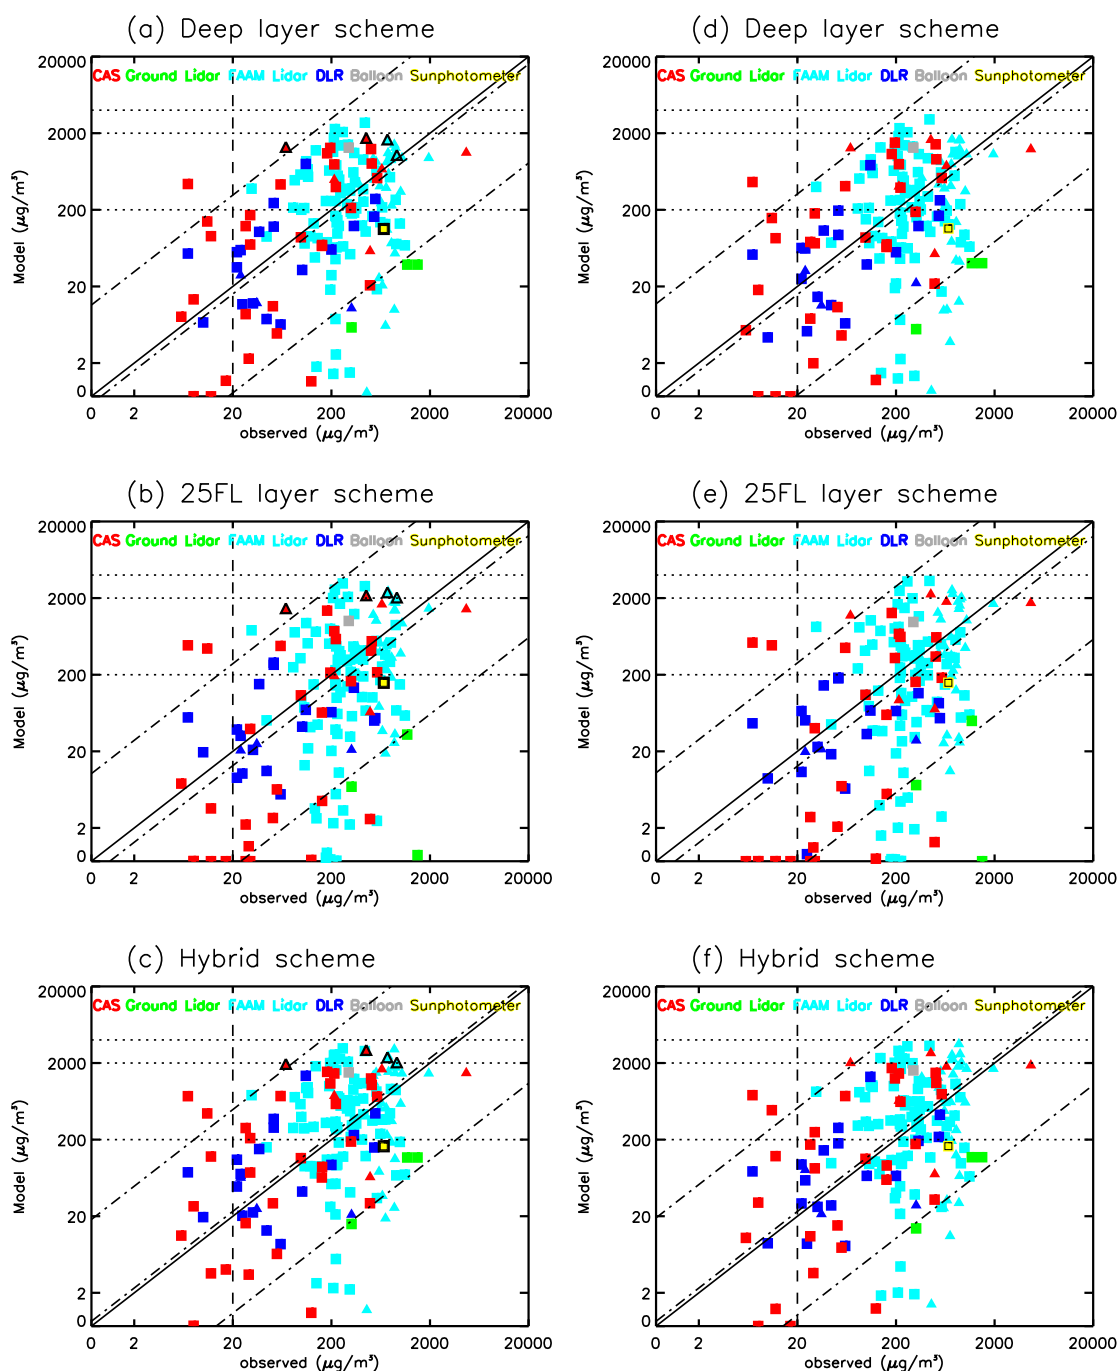 (a) Deep layer scheme
20000
CAS Ground Lidar FAAM Lidar DLR Balloon Sunphotometer
2000
200
20
2
0
Model (μg/m³)
0 2 20 200 2000 20000
observed (μg/m³)
(d) Deep layer scheme
20000
CAS Ground Lidar FAAM Lidar DLR Balloon Sunphotometer
2000
200
20
2
0
Model (μg/m³)
0 2 20 200 2000 20000
observed (μg/m³)
(b) 25FL layer scheme
20000
CAS Ground Lidar FAAM Lidar DLR Balloon Sunphotometer
2000
200
20
2
0
Model (μg/m³)
0 2 20 200 2000 20000
observed (μg/m³)
(e) 25FL layer scheme
20000
CAS Ground Lidar FAAM Lidar DLR Balloon Sunphotometer
2000
200
20
2
0
Model (μg/m³)
0 2 20 200 2000 20000
observed (μg/m³)
(c) Hybrid scheme
20000
CAS Ground Lidar FAAM Lidar DLR Balloon Sunphotometer
2000
200
20
2
0
Model (μg/m³)
0 2 20 200 2000 20000
observed (μg/m³)
(f) Hybrid scheme
20000
CAS Ground Lidar FAAM Lidar DLR Balloon Sunphotometer
2000
200
20
2
0
Model (μg/m³)
0 2 20 200 2000 20000
observed (μg/m³)